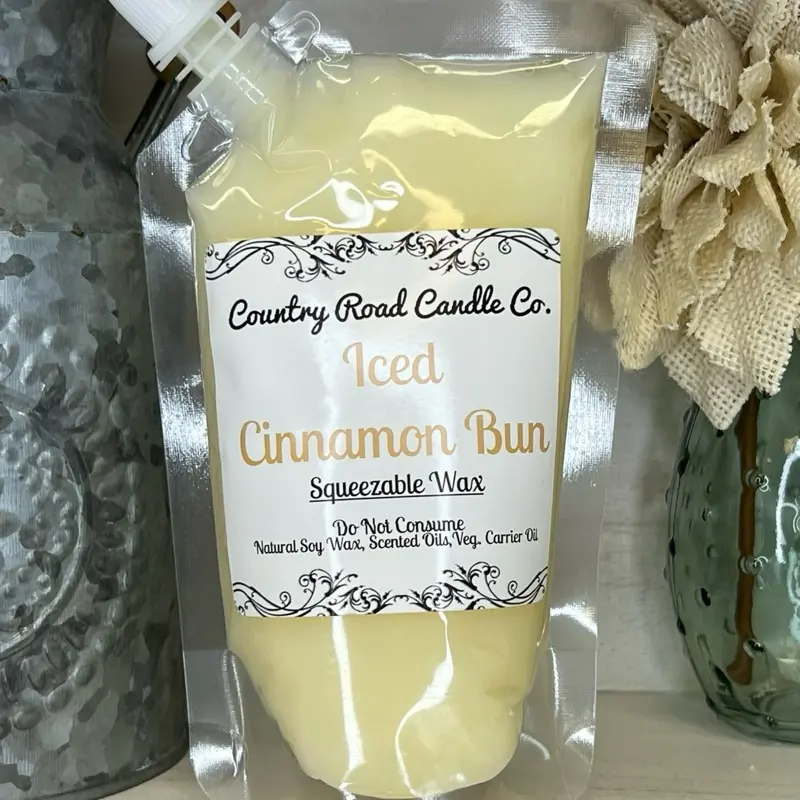 Country Road Candle Co.
Iced
Cinnamon Bun
Squeezable Wax
Do Not Consume
Natural Soy Wax, Scented Oils, Veg. Carrier Oil